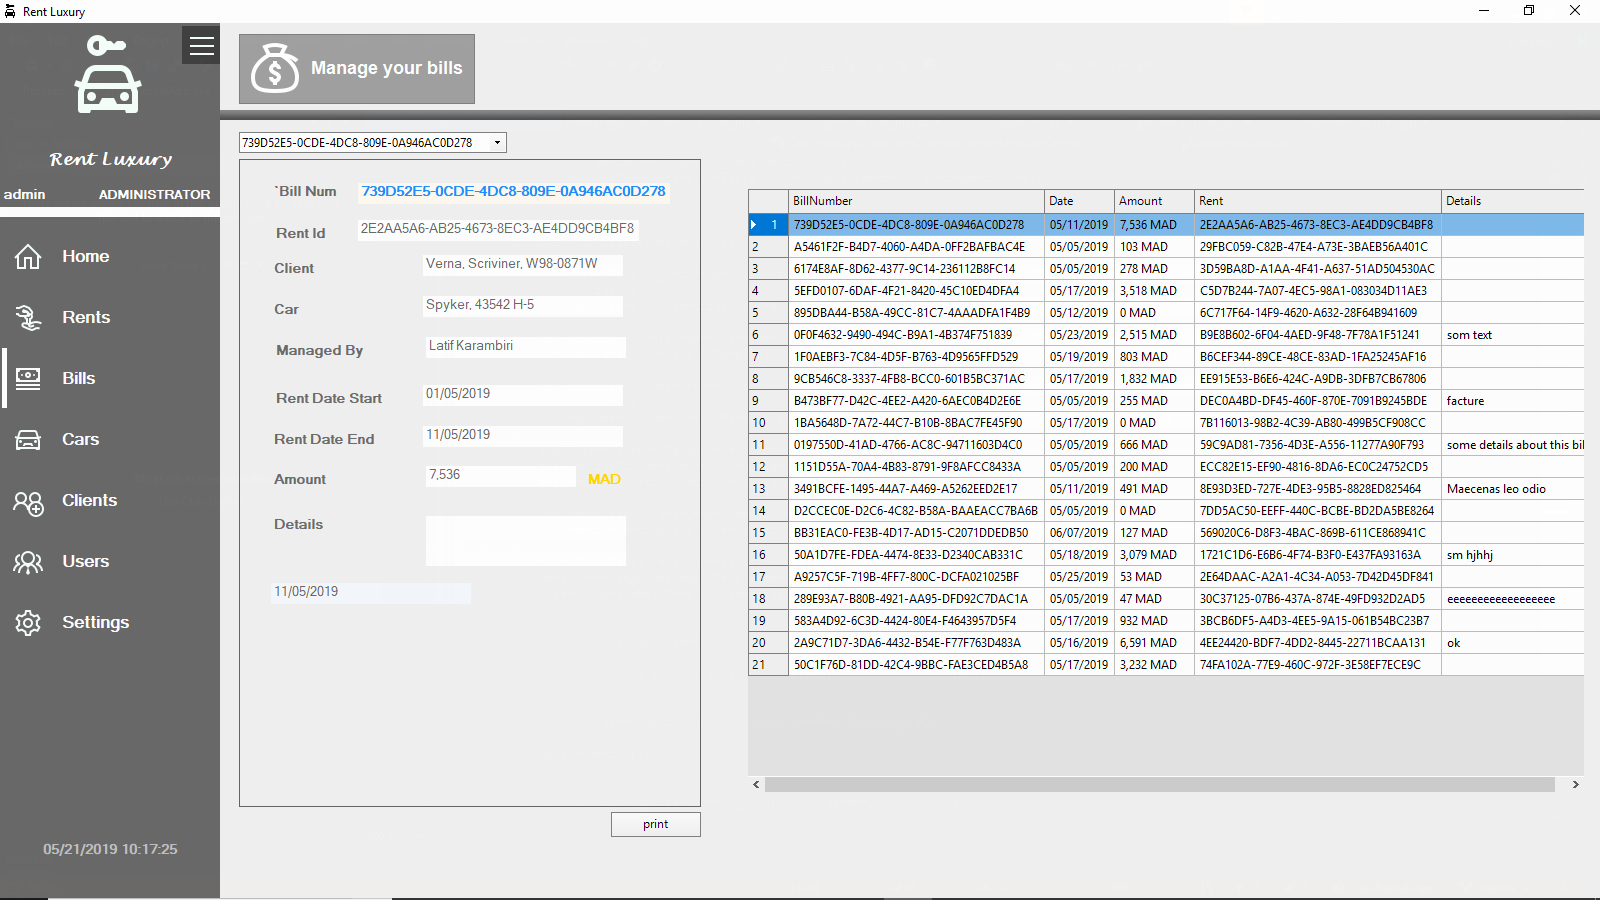 Rent Luxury
Rent Luxury
admin ADMINISTRATOR
Home
Rents
Bills
Cars
Clients
Users
Settings
05/21/2019 10:17:25
Manage your bills
739D52E5-0CDE-4DC8-809E-0A946AC0D278
`Bill Num 739D52E5-0CDE-4DC8-809E-0A946AC0D278
Rent Id 2E2AA5A6-AB25-4673-8EC3-AE4DD9CB4BF8
Client Verna, Scriviner, W98-0871W
Car Spyker, 43542 H-5
Managed By Latif Karambiri
Rent Date Start 01/05/2019
Rent Date End 11/05/2019
Amount 7,536 MAD
Details
11/05/2019
print
BillNumber Date Amount Rent Details
1 739D52E5-0CDE-4DC8-809E-0A946AC0D278 05/11/2019 7,536 MAD 2E2AA5A6-AB25-4673-8EC3-AE4DD9CB4BF8
2 A5461F2F-B4D7-4060-A4DA-0FF2BAFBAC4E 05/05/2019 103 MAD 29FBC059-C82B-47E4-A73E-3BAEB56A401C
3 6174E8AF-8D62-4377-9C14-236112B8FC14 05/05/2019 278 MAD 3D59BA8D-A1AA-4F41-A637-51AD504530AC
4 5EFD0107-6DAF-4F21-8420-45C10ED4DFA4 05/17/2019 3,518 MAD C5D7B244-7A07-4EC5-98A1-083034D11AE3
5 895DBA44-B58A-49CC-81C7-4AAADFA1F4B9 05/12/2019 0 MAD 6C717F64-14F9-4620-A632-28F64B941609
6 0F0F4632-9490-494C-B9A1-4B374F751839 05/23/2019 2,515 MAD B9E8B602-6F04-4AED-9F48-7F78A1F51241 som text
7 1F0AEBF3-7C84-4D5F-B763-4D9565FFD529 05/19/2019 803 MAD B6CEF344-89CE-48CE-83AD-1FA25245AF16
8 9CB546C8-3337-4FB8-BCC0-601B5BC371AC 05/17/2019 1,832 MAD EE915E53-B6E6-424C-A9DB-3DFB7CB67806
9 B473BF77-D42C-4EE2-A420-6AEC0B4D2E6E 05/05/2019 255 MAD DEC0A4BD-DF45-460F-870E-7091B9245BDE facture
10 1BA5648D-7A72-44C7-B10B-8BAC7FE45F90 05/17/2019 0 MAD 7B116013-98B2-4C39-AB80-499B5CF908CC
11 0197550D-41AD-4766-AC8C-94711603D4C0 05/05/2019 666 MAD 59C9AD81-7356-4D3E-A556-11277A90F793 some details about this bil
12 1151D55A-70A4-4B83-8791-9F8AFCC8433A 05/05/2019 200 MAD ECC82E15-EF90-4816-8DA6-EC0C24752CD5
13 3491BCFE-1495-44A7-A469-A5262EED2E17 05/11/2019 491 MAD 8E93D3ED-727E-4DE3-95B5-8828ED825464 Maecenas leo odio
14 D2CCEC0E-D2C6-4C82-B58A-BAAEACC7BA6B 05/05/2019 0 MAD 7DD5AC50-EEFF-440C-BCBE-BD2DA5BE8264
15 BB31EAC0-FE3B-4D17-AD15-C2071DDEDB50 06/07/2019 127 MAD 569020C6-D8F3-4BAC-869B-611CE868941C
16 50A1D7FE-FDEA-4474-8E33-D2340CAB331C 05/18/2019 3,079 MAD 1721C1D6-E6B6-4F74-B3F0-E437FA93163A sm hjhhj
17 A9257C5F-719B-4FF7-800C-DCFA021025BF 05/25/2019 53 MAD 2E64DAAC-A2A1-4C34-A053-7D42D45DF841
18 289E93A7-B80B-4921-AA95-DFD92C7DAC1A 05/05/2019 47 MAD 30C37125-07B6-437A-874E-49FD932D2AD5 eeeeeeeeeeeeeeeeee
19 583A4D92-6C3D-4424-80E4-F4643957D5F4 05/17/2019 932 MAD 3BCB6DF5-A4D3-4EE5-9A15-061B54BC23B7
20 2A9C71D7-3DA6-4432-B54E-F77F763D483A 05/16/2019 6,591 MAD 4EE24420-BDF7-4DD2-8445-22711BCAA131 ok
21 50C1F76D-81DD-42C4-9BBC-FAE3CED4B5A8 05/17/2019 3,232 MAD 74FA102A-77E9-460C-972F-3E58EF7ECE9C